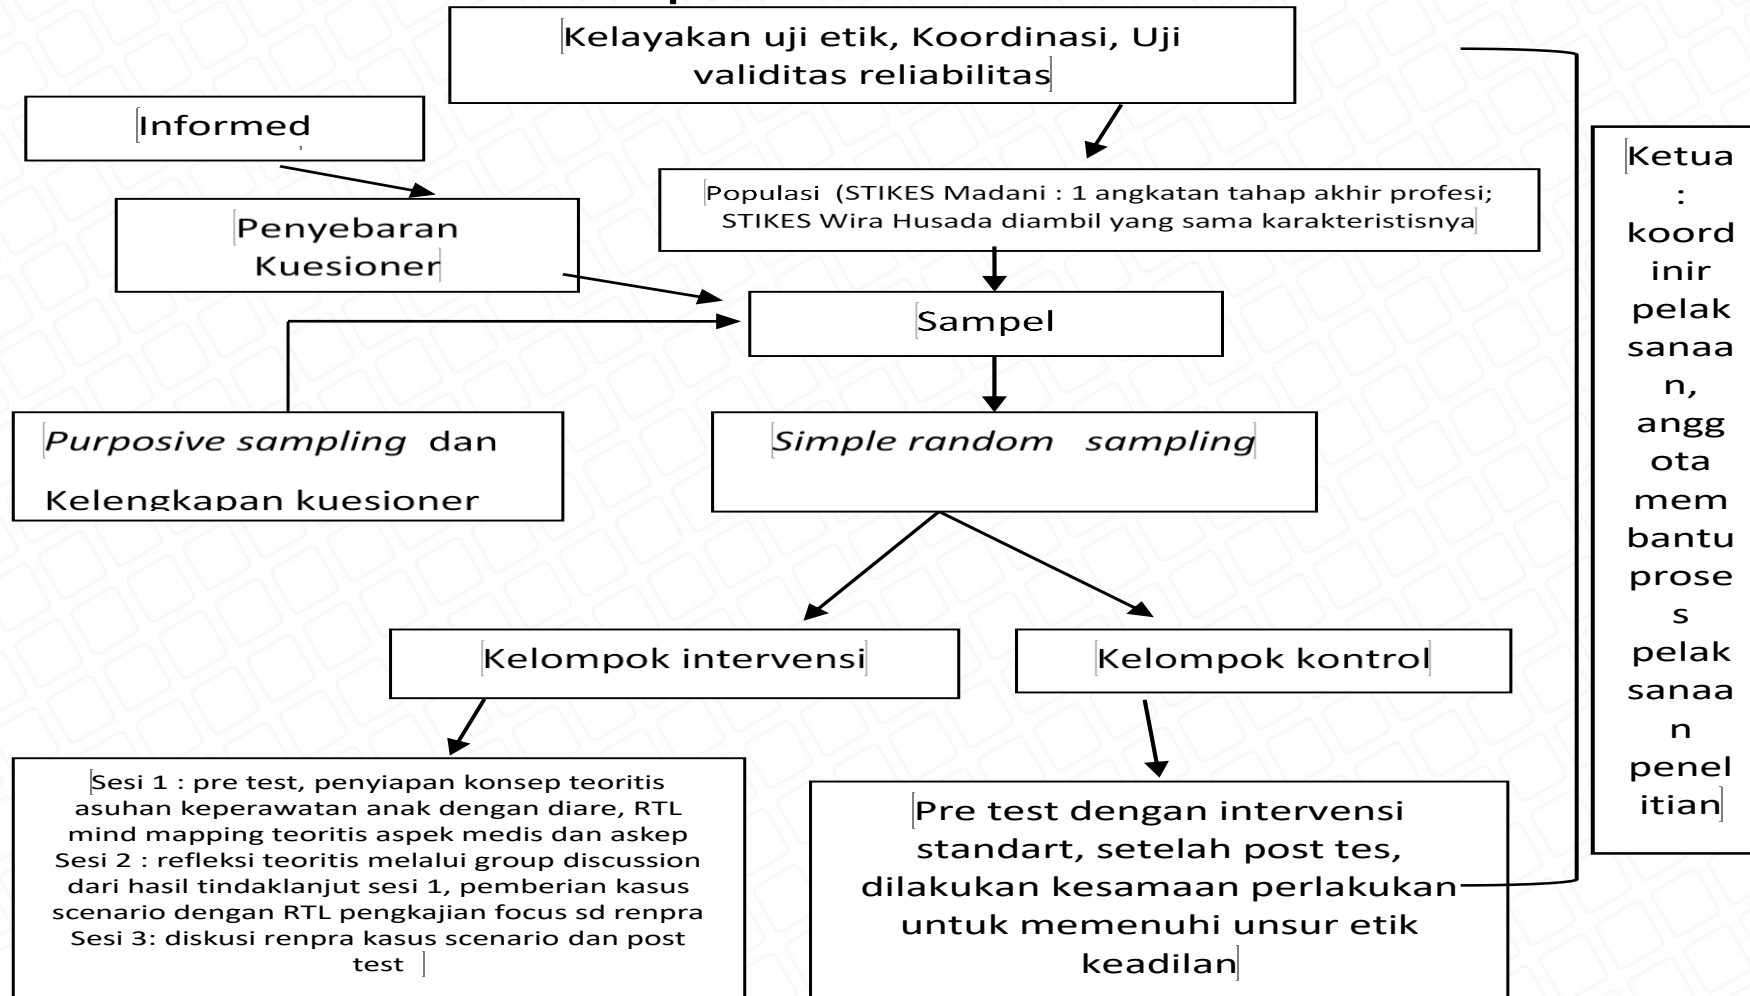 Kelayakan uji etik, Koordinasi, Uji
validitas reliabilitas
Informed
Populasi (STIKES Madani : 1 angkatan tahap akhir profesi;
STIKES Wira Husada diambil yang sama karakteristisnya
Penyebaran
Kuesioner
Sampel
Purposive sampling dan
Kelengkapan kuesioner
Simple random sampling
Kelompok intervensi
Kelompok kontrol
Sesi 1 : pre test, penyiapan konsep teoritis
asuhan keperawatan anak dengan diare, RTL
mind mapping teoritis aspek medis dan askep
Sesi 2 : refleksi teoritis melalui group discussion
dari hasil tindaklanjut sesi 1, pemberian kasus
scenario dengan RTL pengkajian focus sd renpra
Sesi 3: diskusi renpra kasus scenario dan post
test
Pre test dengan intervensi
standart, setelah post tes,
dilakukan kesamaan perlakukan
untuk memenuhi unsur etik
keadilan
Ketua
:
koord
inir
pelak
sanaa
n,
angg
ota
mem
bantu
prose
s
pelak
sanaa
n
penel
itian